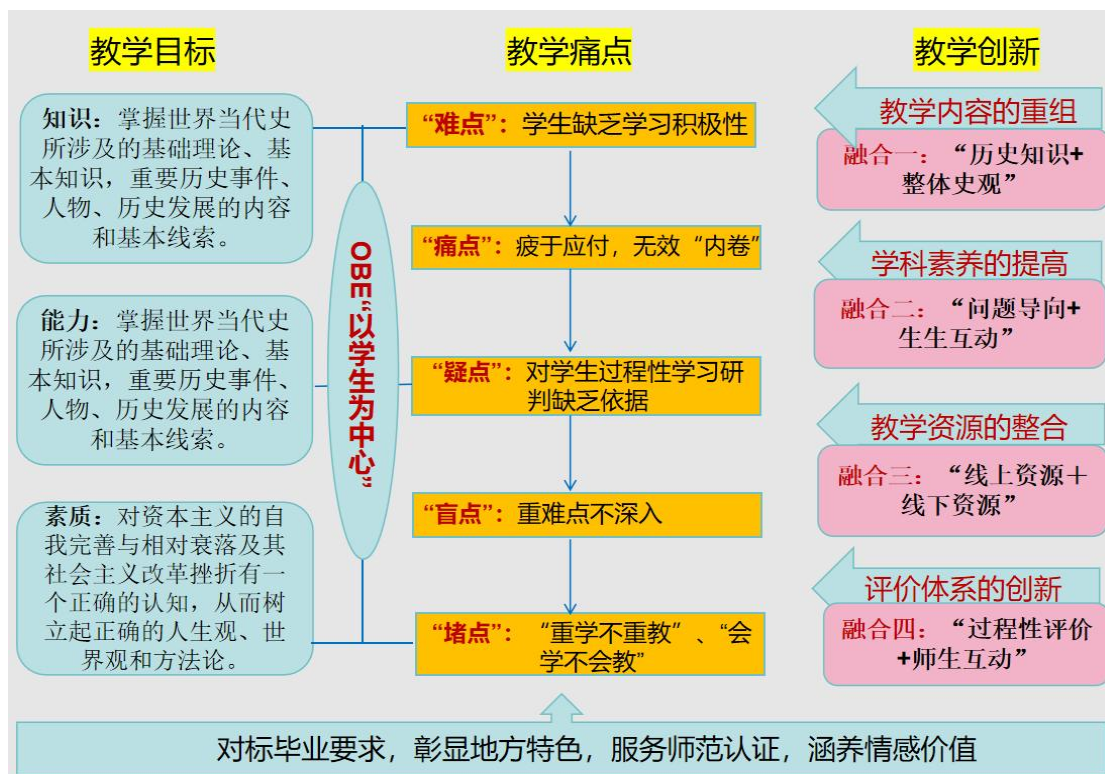 教学目标
知识：掌握世界当代史
所涉及的基础理论、基
本知识，重要历史事件、
人物、历史发展的内容
和基本线索。
能力：掌握世界当代史
所涉及的基础理论、基
本知识，重要历史事件、
人物、历史发展的内容
和基本线索。
素质：对资本主义的自
我完善与相对衰落及其
社会主义改革挫折有一
个正确的认知，从而树
立起正确的人生观、世
界观和方法论。
OBE“以学生为中心”
教学痛点
“难点”：学生缺乏学习积极性
“痛点”：疲于应付，无效“内卷”
“疑点”：对学生过程性学习研
判缺乏依据
“盲点”：重难点不深入
“堵点”：“重学不重教”、“会
学不会教”
教学创新
教学内容的重组
融合一：“历史知识+
整体史观”
学科素养的提高
融合二：“问题导向+
生生互动”
教学资源的整合
融合三：“线上资源＋
线下资源”
评价体系的创新
融合四：“过程性评价
+师生互动”
对标毕业要求，彰显地方特色，服务师范认证，涵养情感价值